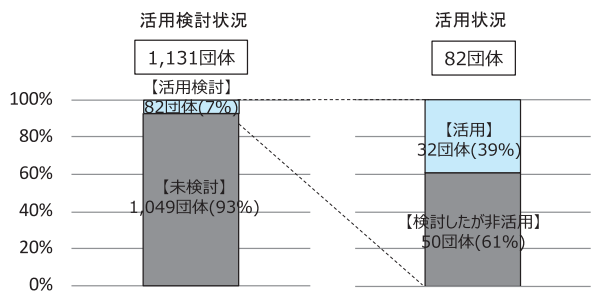 活用検討状況
1,131団体
活用状況
82団体
100%
80%
60%
40%
20%
0%
【活用検討】
82団体(7%)
【未検討】
1,049団体(93%)
【活用】
32団体(39%)
【検討したが非活用】
50団体(61%)